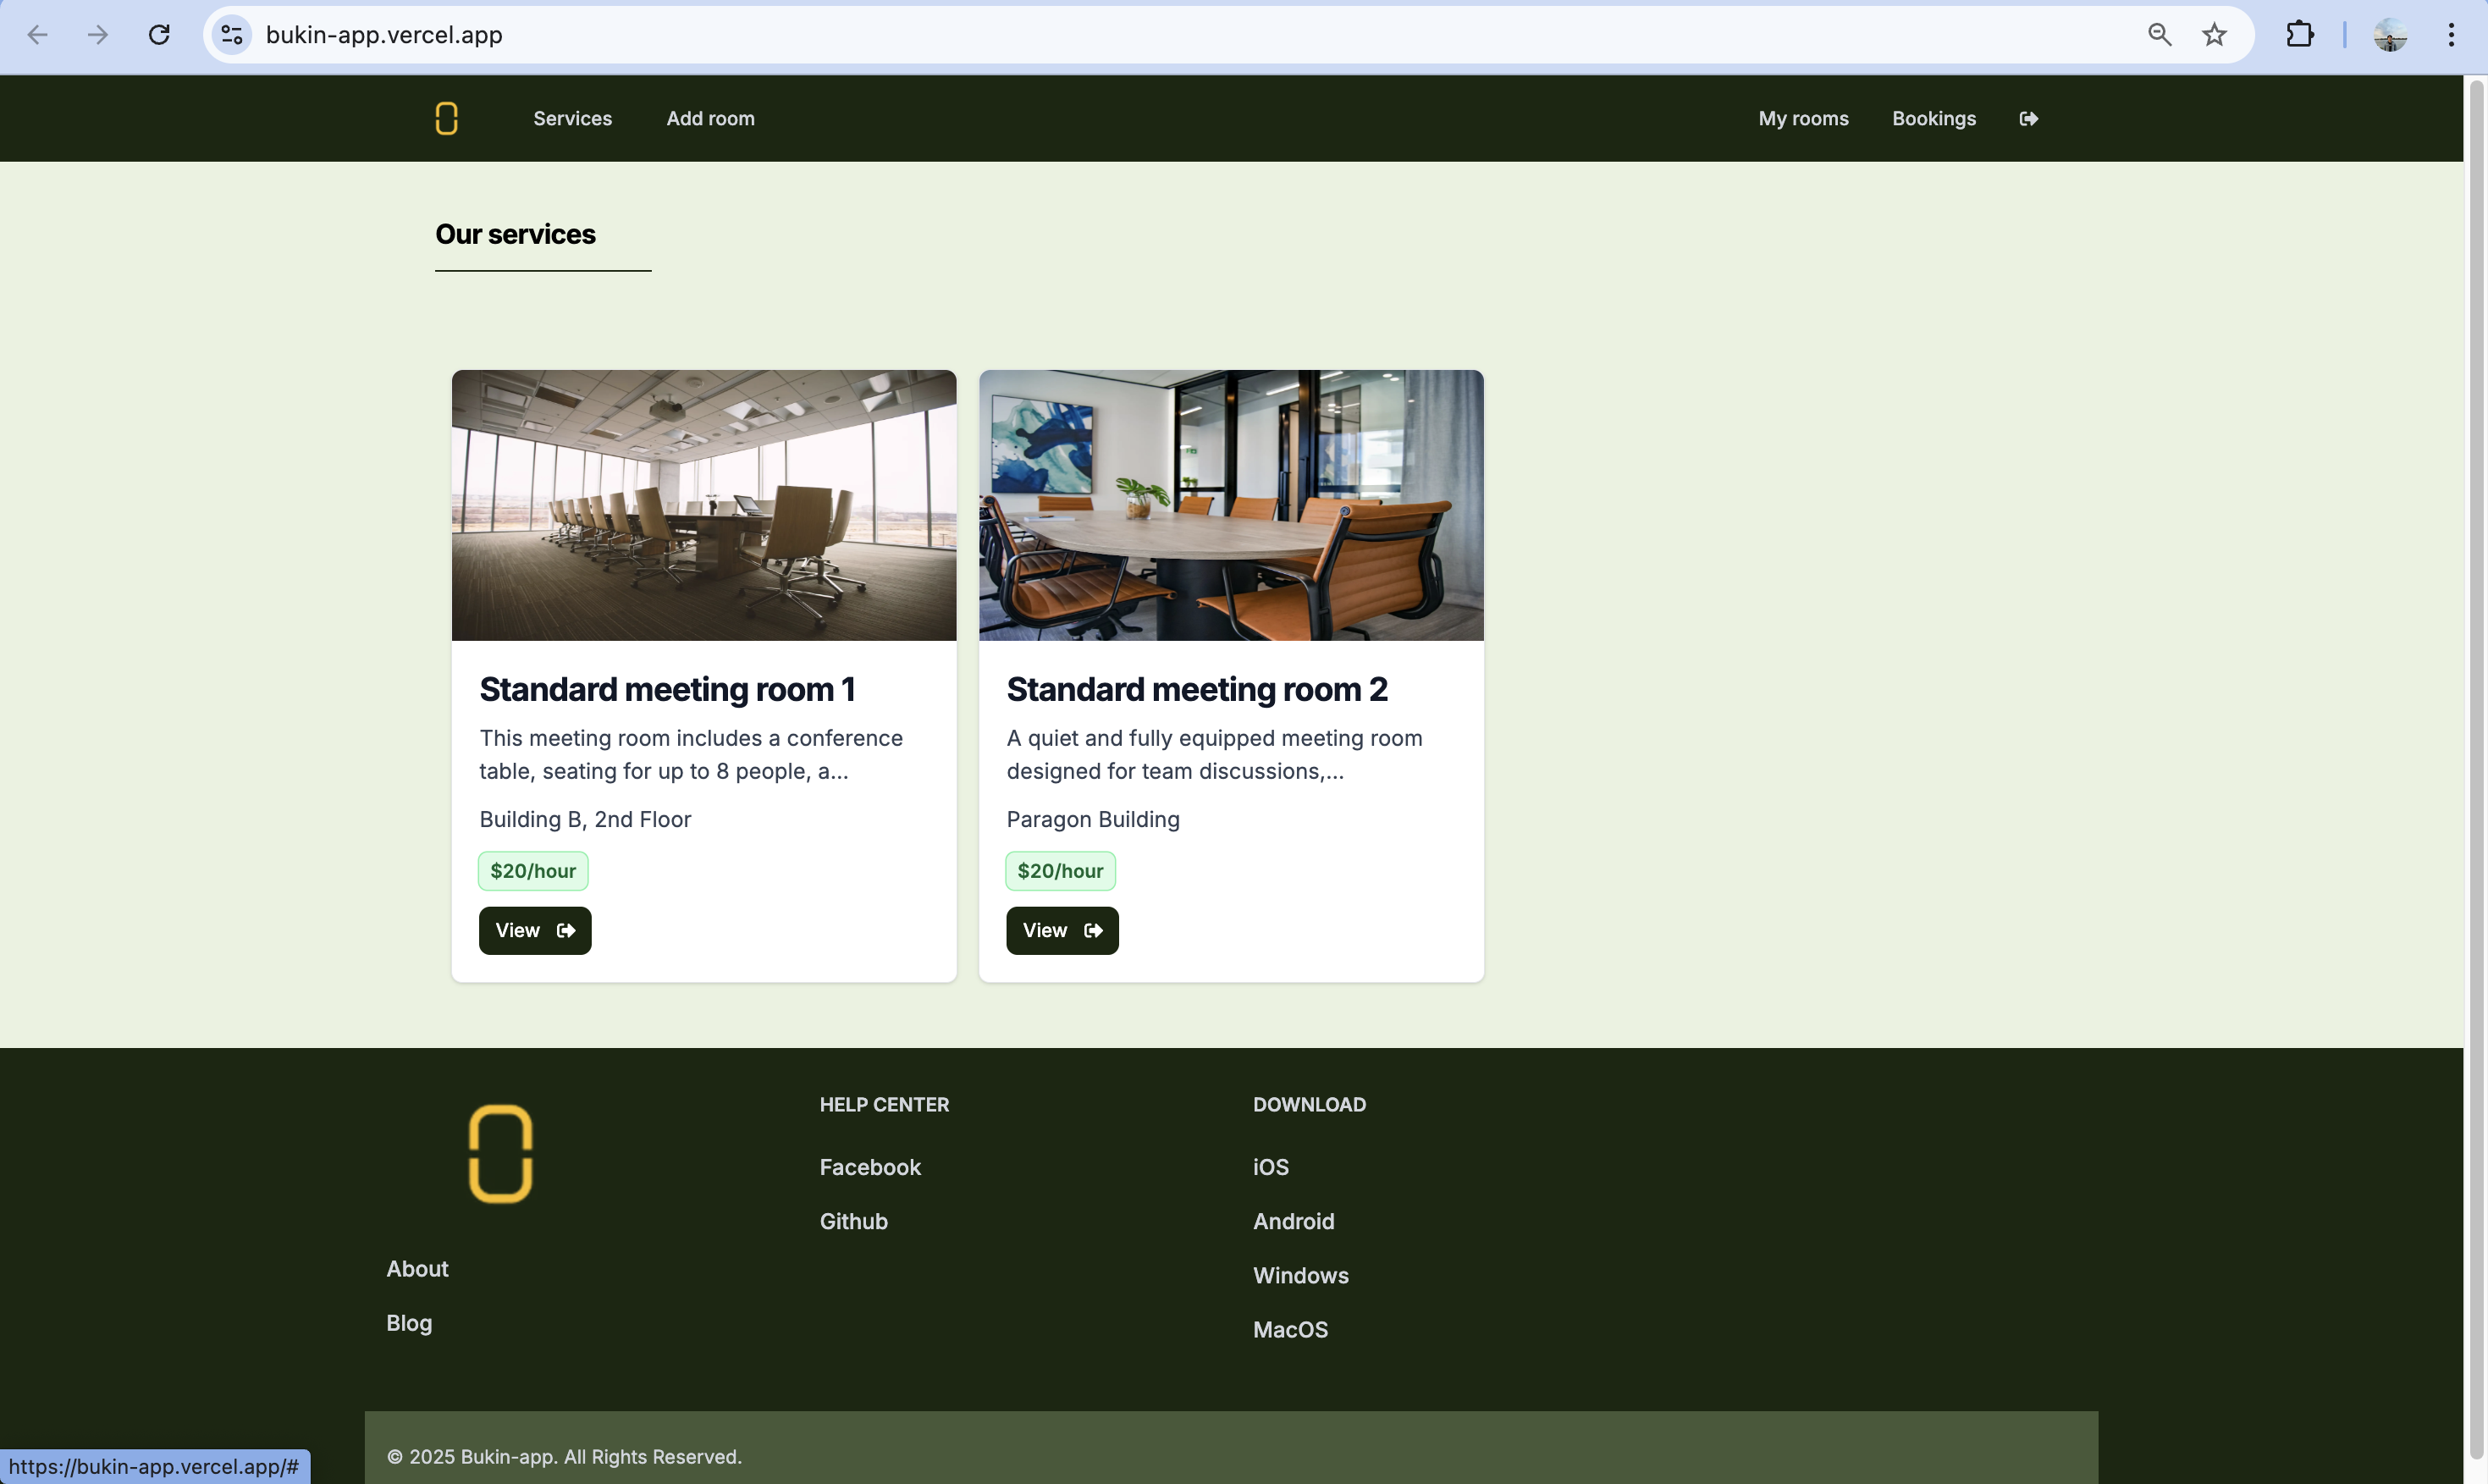 bukin-app.vercel.app
Services
Add room
My rooms
Bookings
Our services
Standard meeting room 1
This meeting room includes a conference
table, seating for up to 8 people, a...
Building B, 2nd Floor
$20/hour
View
Standard meeting room 2
A quiet and fully equipped meeting room
designed for team discussions,...
Paragon Building
$20/hour
View
About
Blog
HELP CENTER
Facebook
Github
DOWNLOAD
iOS
Android
Windows
MacOS
© 2025 Bukin-app. All Rights Reserved.
https://bukin-app.vercel.app/#